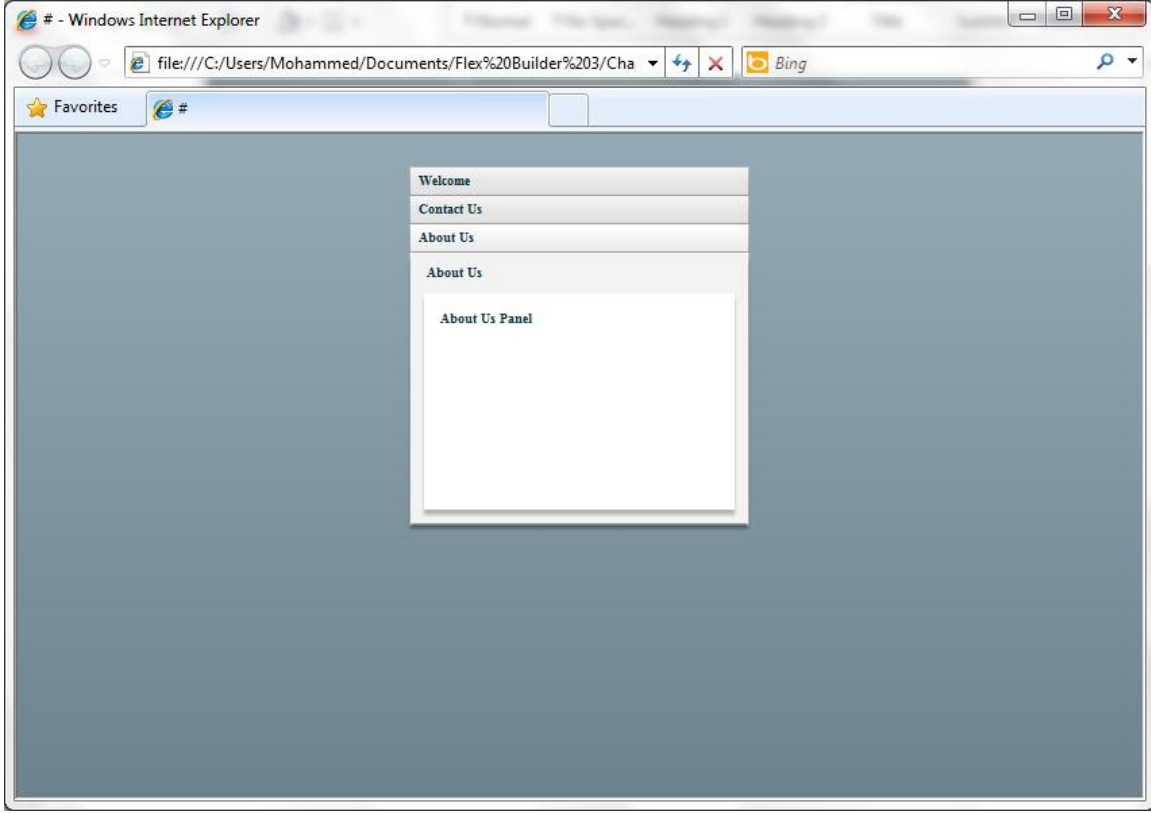 # - Windows Internet Explorer
file:///C:/Users/Mohammed/Documents/Flex%20Builder%203/Cha
Bing
Favorites
#
Welcome
Contact Us
About Us
About Us
About Us Panel